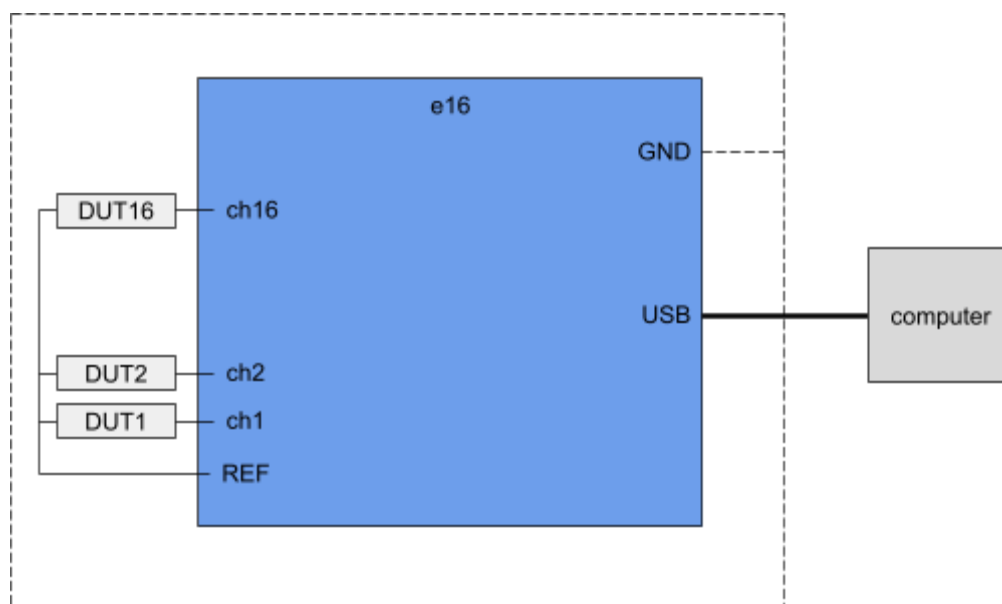 e16
GND
DUT16
ch16
USB
computer
DUT2
ch2
DUT1
ch1
REF